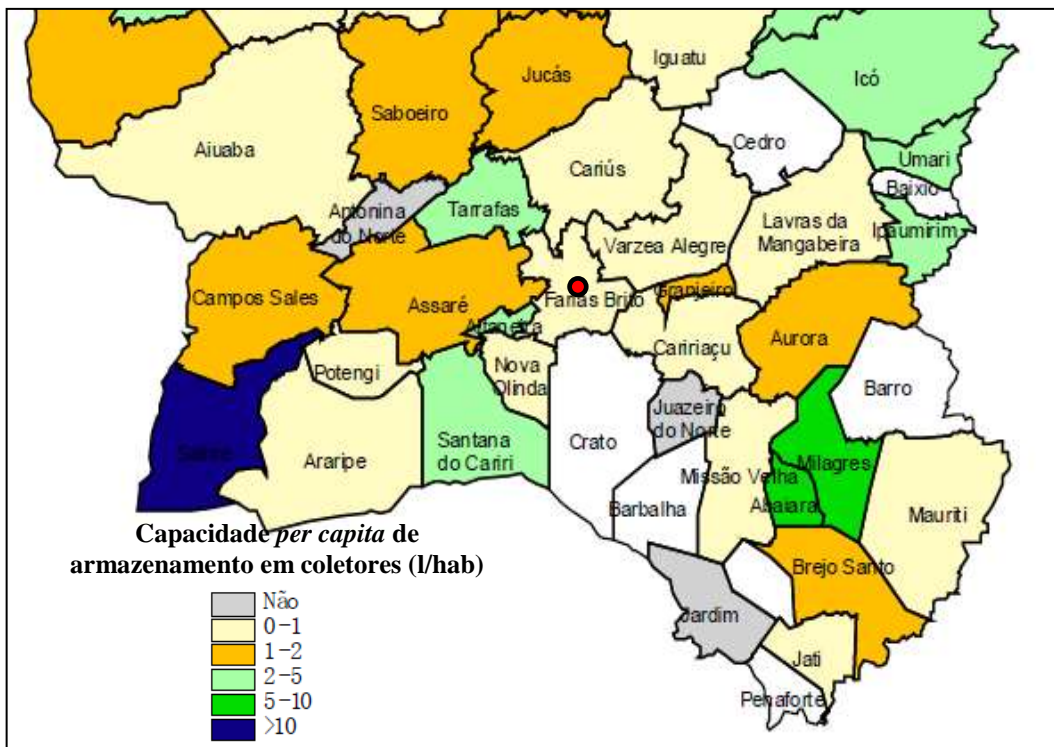 Iguatu
Icó
Jucás
Saboeiro
Cedro
Aiuaba
Umari
Cariús
Baixio
Antonina
do Norte
Tarrafas
Lavras da
Mangabeira
Ipaumirim
Varzea Alegre
Campos Sales
Assaré
Farias Brito
Granjeiro
Altaneira
Aurora
Caririaçu
Nova
Olinda
Potengi
Barro
Juazeiro
do Norte
Santana
do Cariri
Crato
Araripe
Salitre
Milagres
Missão Velha
Abaiara
Barbalha
Mauriti
Brejo Santo
Jardim
Jati
Penaforte
Capacidade per capita de
armazenamento em coletores (l/hab)
Não
0-1
1-2
2-5
5-10
>10